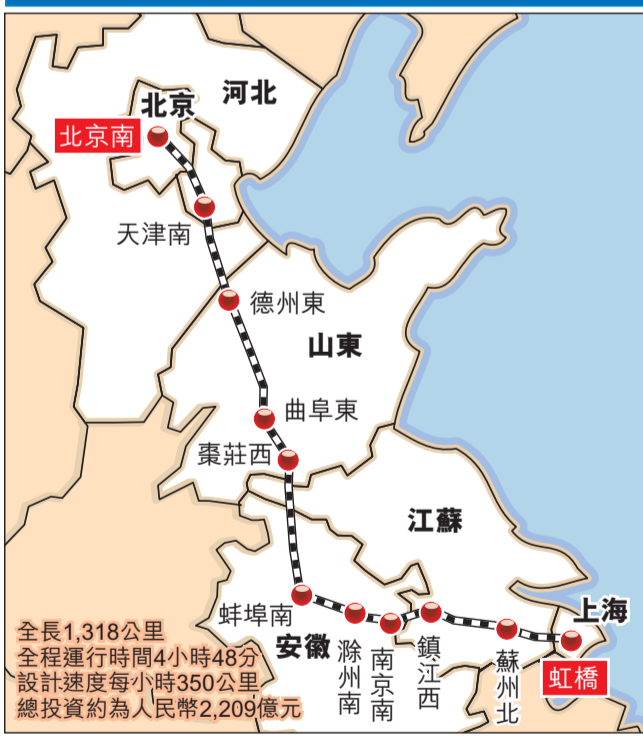 河北
北京
北京南
天津南
德州東
山東
曲阜東
棗莊西
江蘇
蚌埠南
安徽
滁州南
南京南
鎮江西
蘇州北
上海
虹橋
全長1,318公里
全程運行時間4小時48分
設計速度每小時350公里
總投資約為人民幣2,209億元